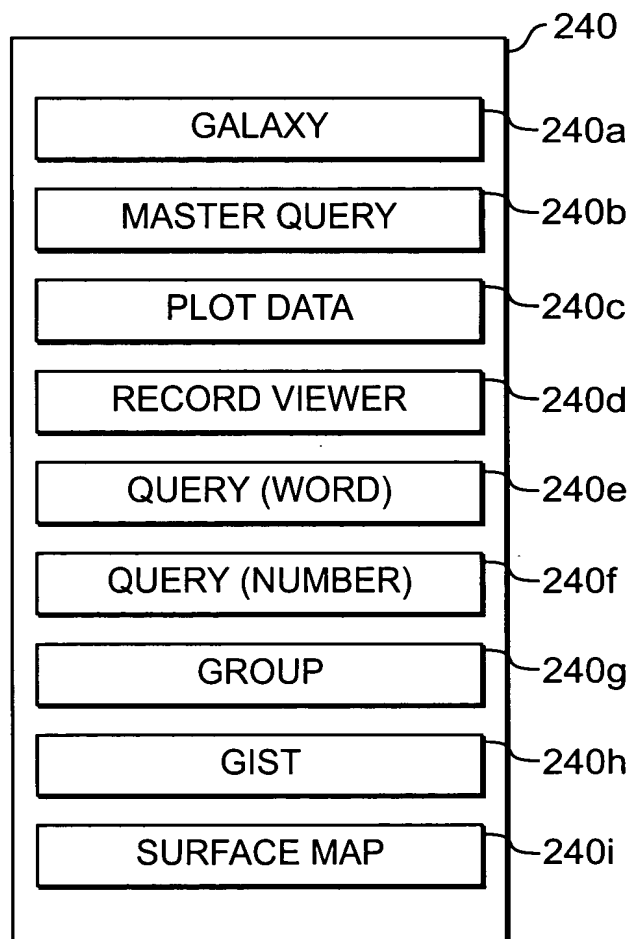 240
GALAXY 240a
MASTER QUERY 240b
PLOT DATA 240c
RECORD VIEWER 240d
QUERY (WORD) 240e
QUERY (NUMBER) 240f
GROUP 240g
GIST 240h
SURFACE MAP 240i